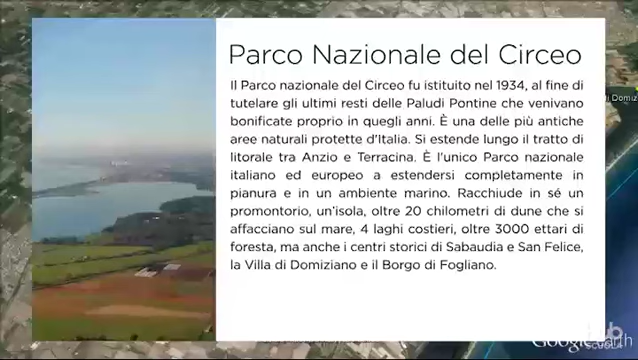 Parco Nazionale del Circeo
Il Parco nazionale del Circeo fu istituito nel 1934, al fine di
tutelare gli ultimi resti delle Paludi Pontine che venivano
bonificate proprio in quegli anni. È una delle più antiche
aree naturali protette d'Italia. Si estende lungo il tratto di
litorale tra Anzio e Terracina. È l'unico Parco nazionale
italiano ed europeo a estendersi completamente in
pianura e in un ambiente marino. Racchiude in sé un
promontorio, un'isola, oltre 20 chilometri di dune che si
affacciano sul mare, 4 laghi costieri, oltre 3000 ettari di
foresta, ma anche i centri storici di Sabaudia e San Felice,
la Villa di Domiziano e il Borgo di Fogliano.
di Domiz
Google earth
SCUOLA